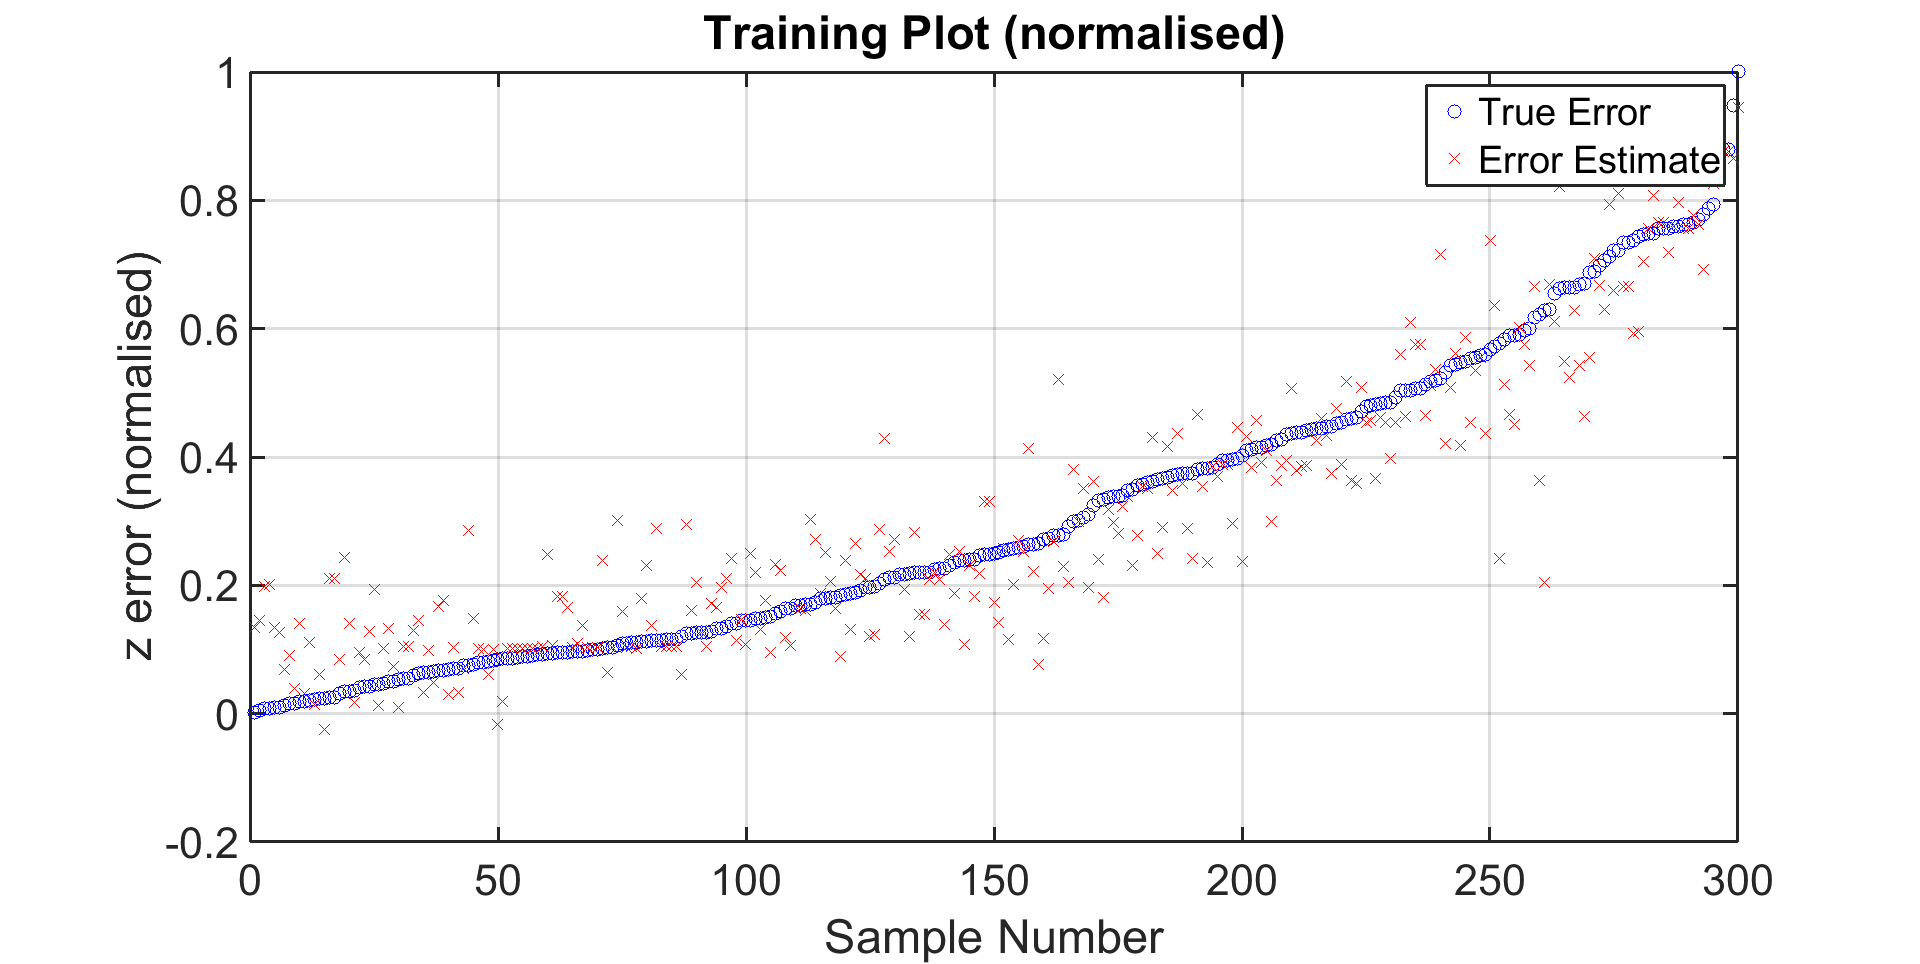 Training Plot (normalised)
1
0.8
0.6
0.4
0.2
0
-0.2
z error (normalised)
True Error
Error Estimate
0
50
100
150
200
250
300
Sample Number